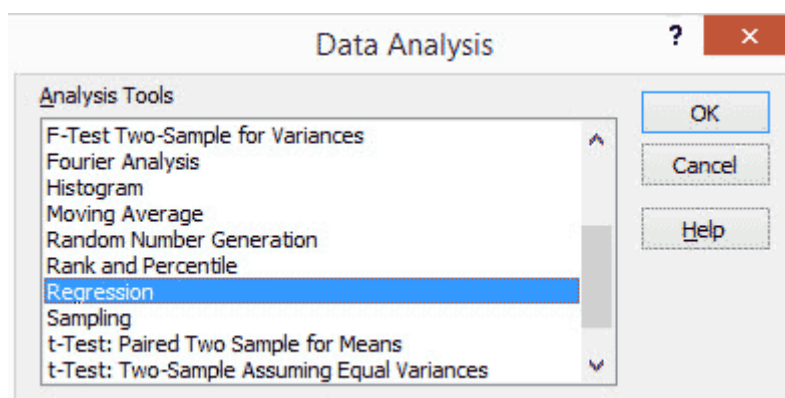 Data Analysis
?
×
Analysis Tools
F-Test Two-Sample for Variances
Fourier Analysis
Histogram
Moving Average
Random Number Generation
Rank and Percentile
Regression
Sampling
t-Test: Paired Two Sample for Means
t-Test: Two-Sample Assuming Equal Variances
OK
Cancel
Help